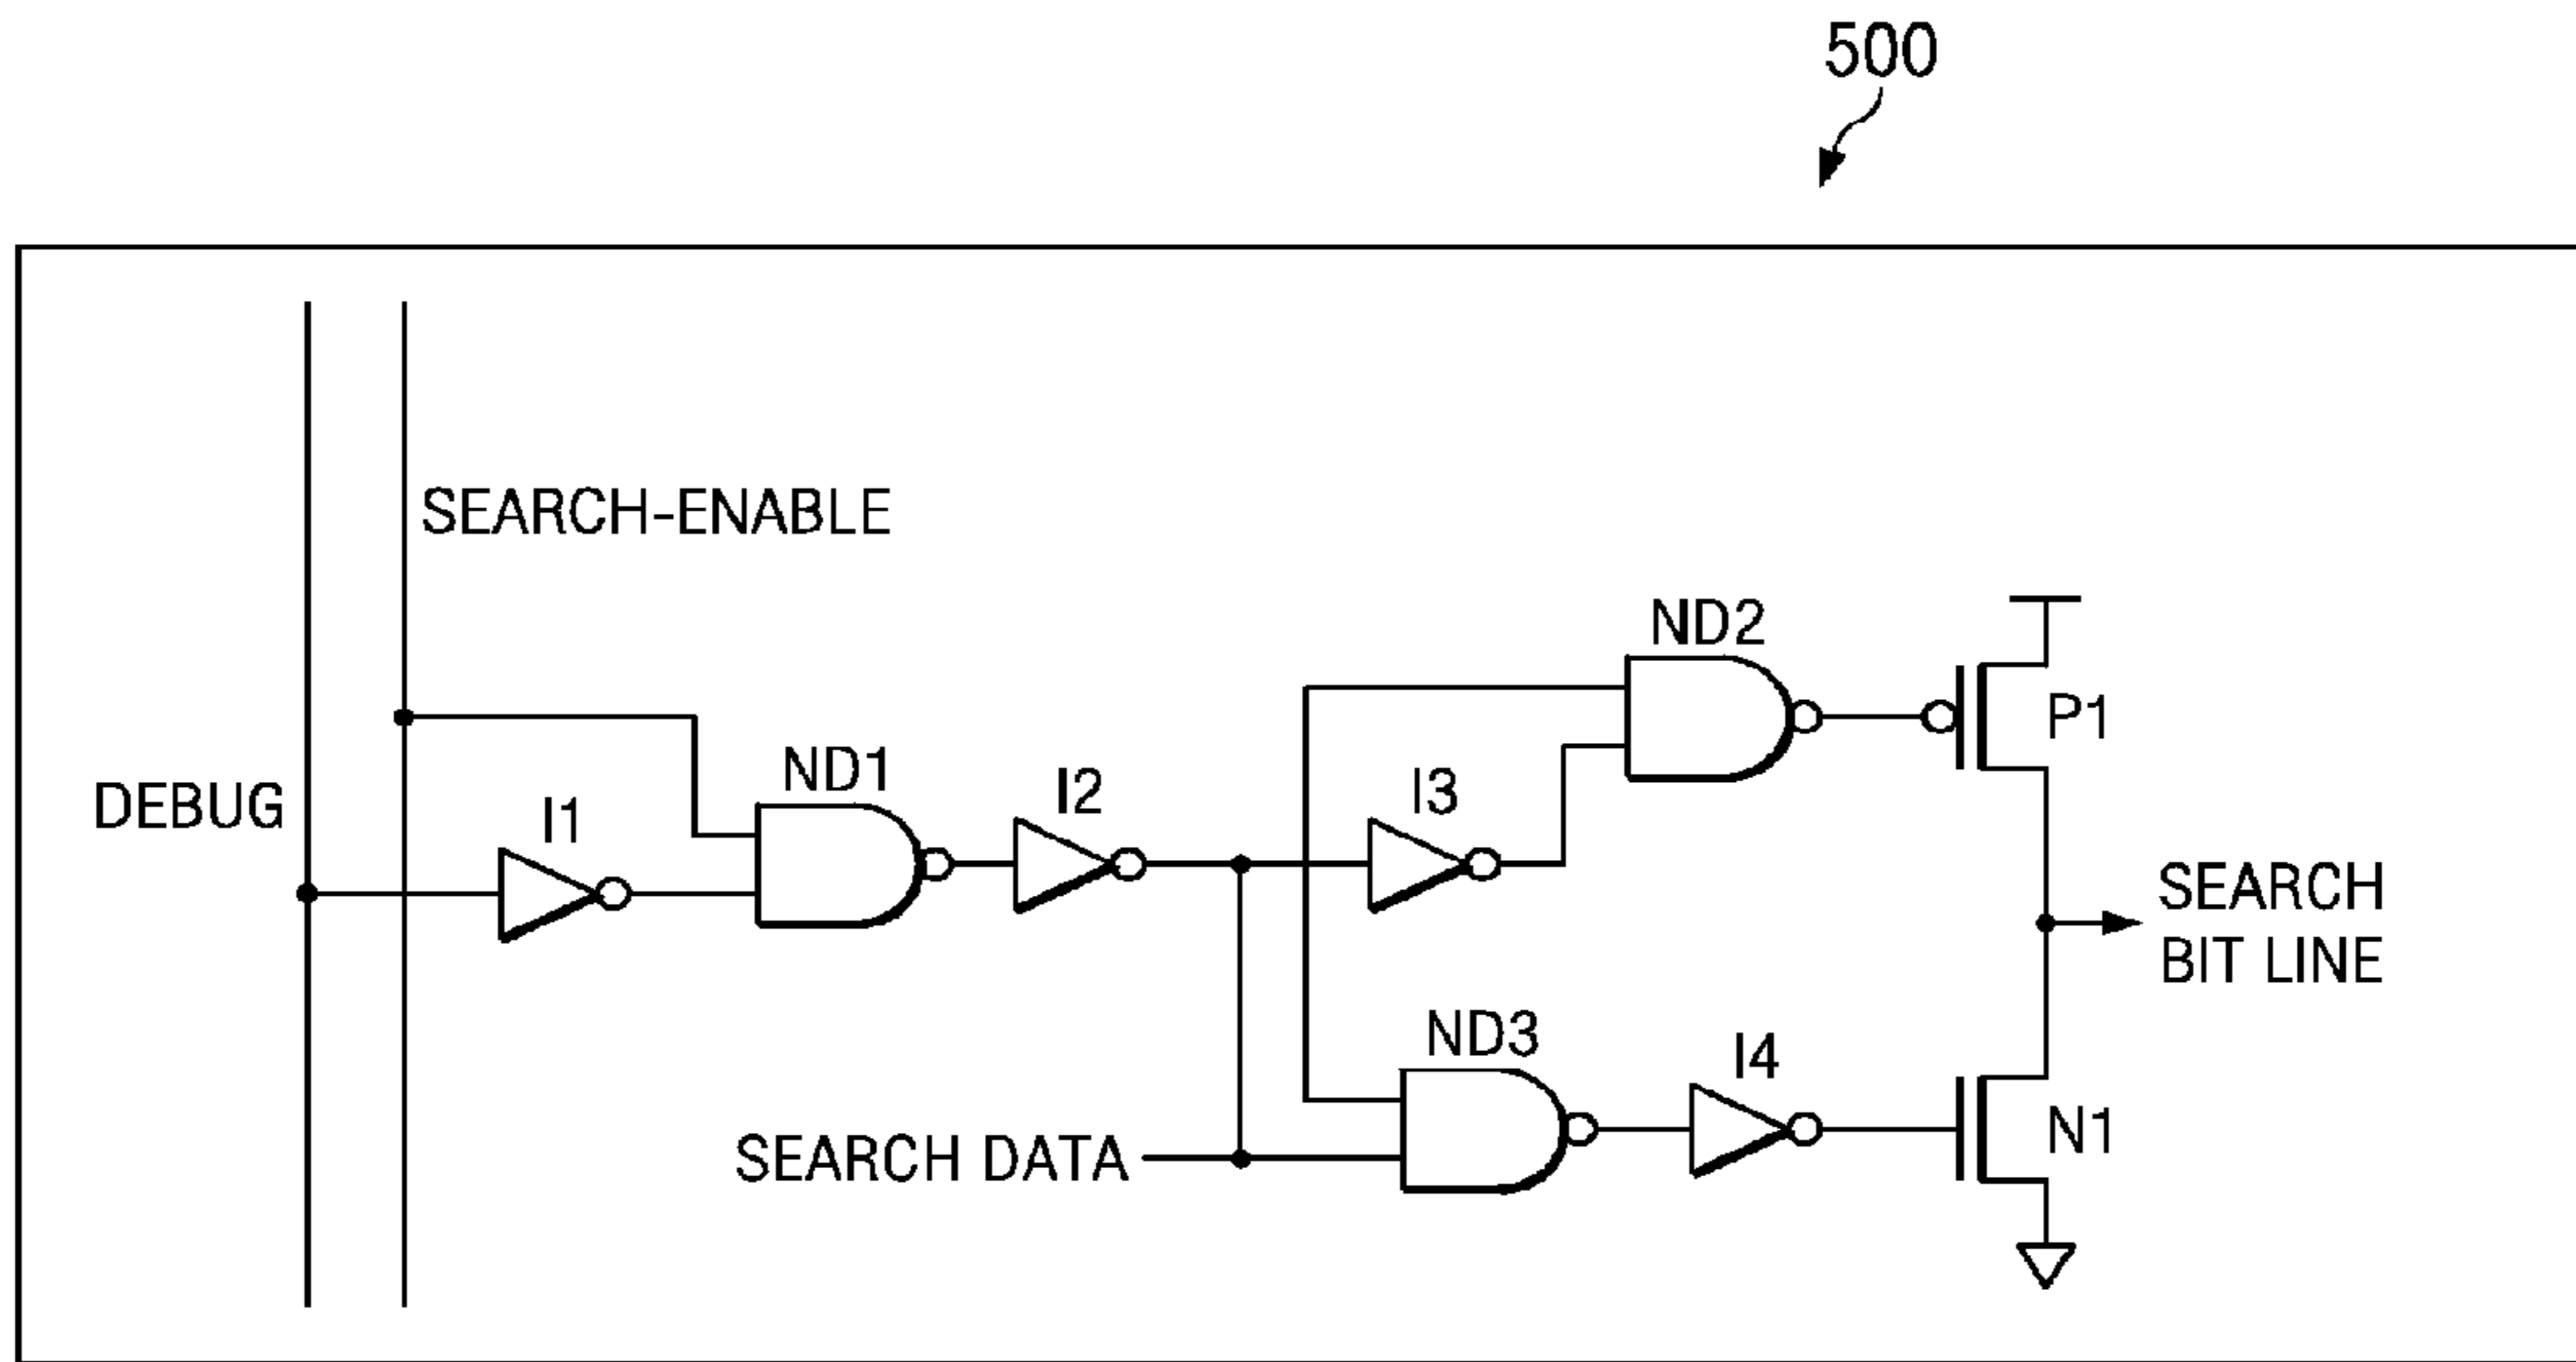 500
SEARCH-ENABLE
ND2
P1
ND1
I2
I3
DEBUG
I1
SEARCH
BIT LINE
ND3
I4
N1
SEARCH DATA